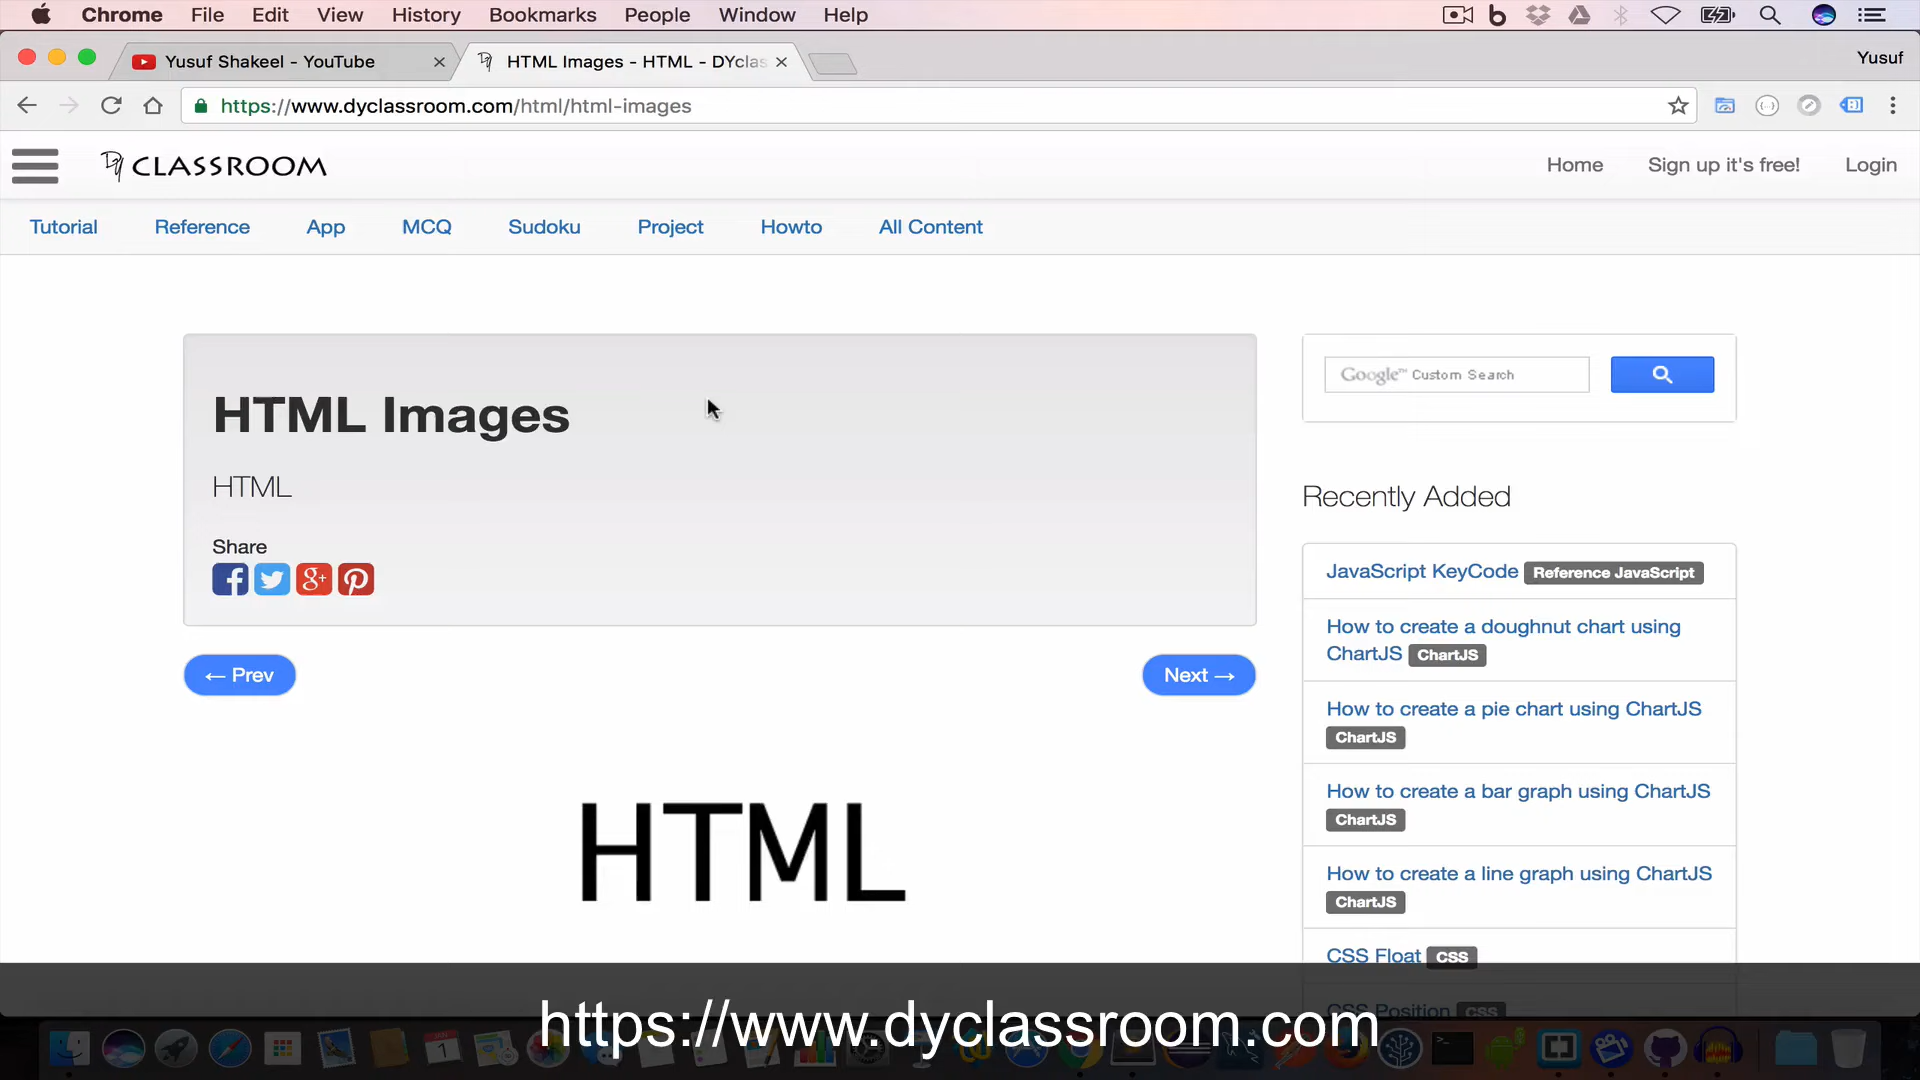 Chrome File Edit View History Bookmarks People Window Help
Yusuf Shakeel - YouTube
HTML Images - HTML - DYclas
Yusuf
https://www.dyclassroom.com/html/html-images
CLASSROOM
Home Sign up it's free! Login
Tutorial Reference App MCQ Sudoku Project Howto All Content
HTML Images
HTML
Share
← Prev
Next →
HTML
Google™ Custom Search
Recently Added
JavaScript KeyCode Reference JavaScript
How to create a doughnut chart using
ChartJS ChartJS
How to create a pie chart using ChartJS
ChartJS
How to create a bar graph using ChartJS
ChartJS
How to create a line graph using ChartJS
ChartJS
CSS Float CSS
CSS Position CSS
https://www.dyclassroom.com